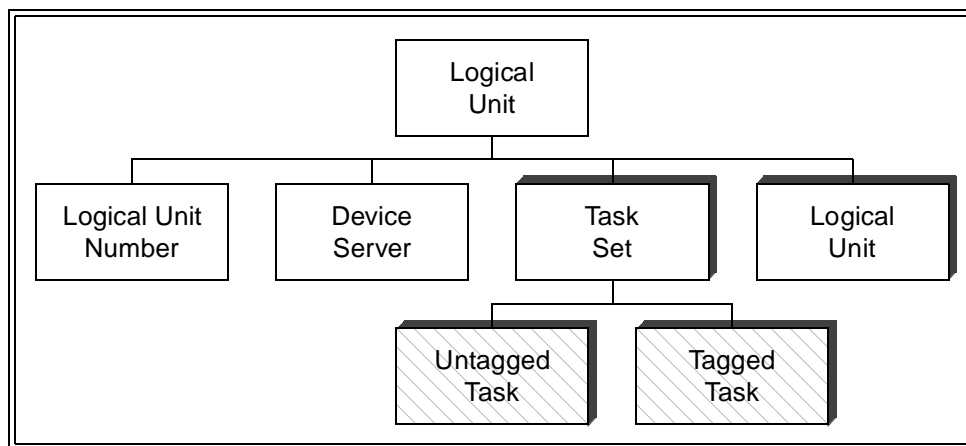 Logical
Unit
Logical Unit
Number
Device
Server
Task
Set
Logical
Unit
Untagged
Task
Tagged
Task